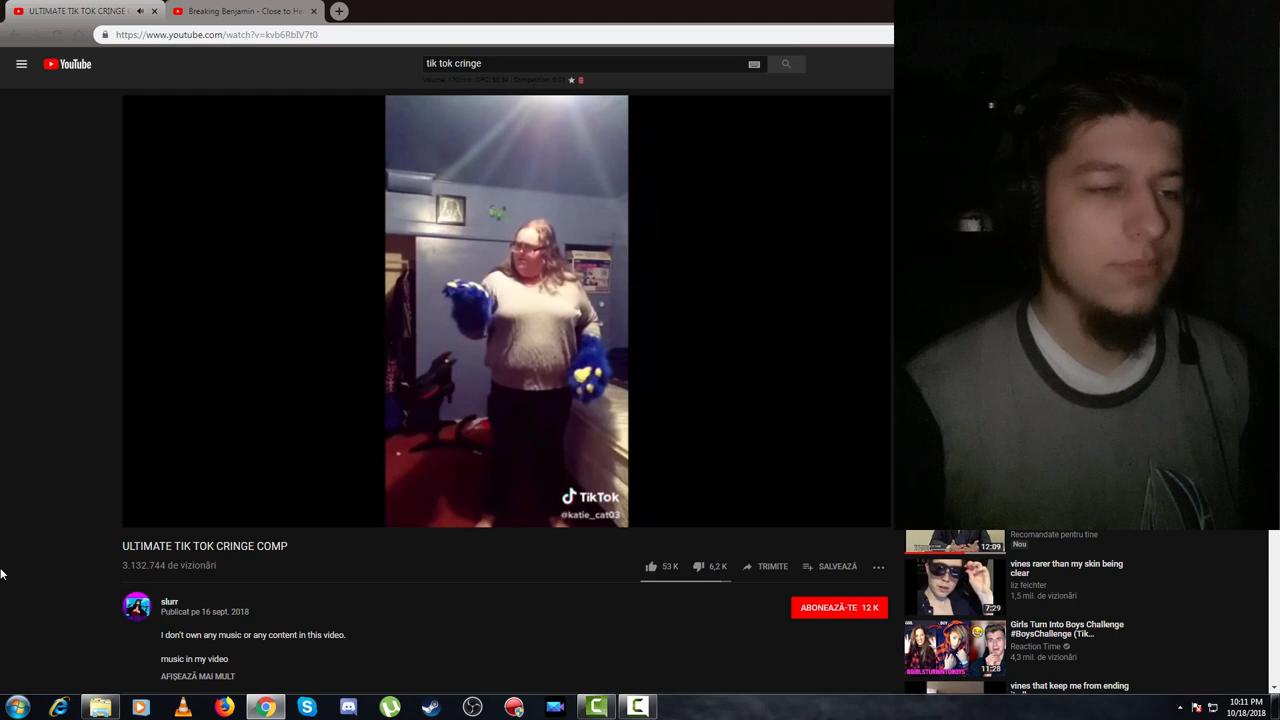 ULTIMATE TIK TOK CRINGE
Breaking Benjamin - Close to He
https://www.youtube.com/watch?v=kvb6RbIV7t0
YouTube
tik tok cringe
TikTok
@katie_cat03
ULTIMATE TIK TOK CRINGE COMP
3.132.744 de vizionări
53 K
6,2 K
TRIMITE
SALVEAZĂ
slurr
Publicat pe 16 sept. 2018
ABONEAZĂ-TE 12 K
I don't own any music or any content in this video.
music in my video
AFIȘEAZĂ MAI MULT
12:09
Recomandate pentru tine
Nou
7:29
vines rarer than my skin being
clear
liz feichter
1,5 mil. de vizionări
11:28
Girls Turn Into Boys Challenge
#BoysChallenge (Tik...
Reaction Time
4,3 mil. de vizionări
vines that keep me from ending
10:11 PM
10/18/2018